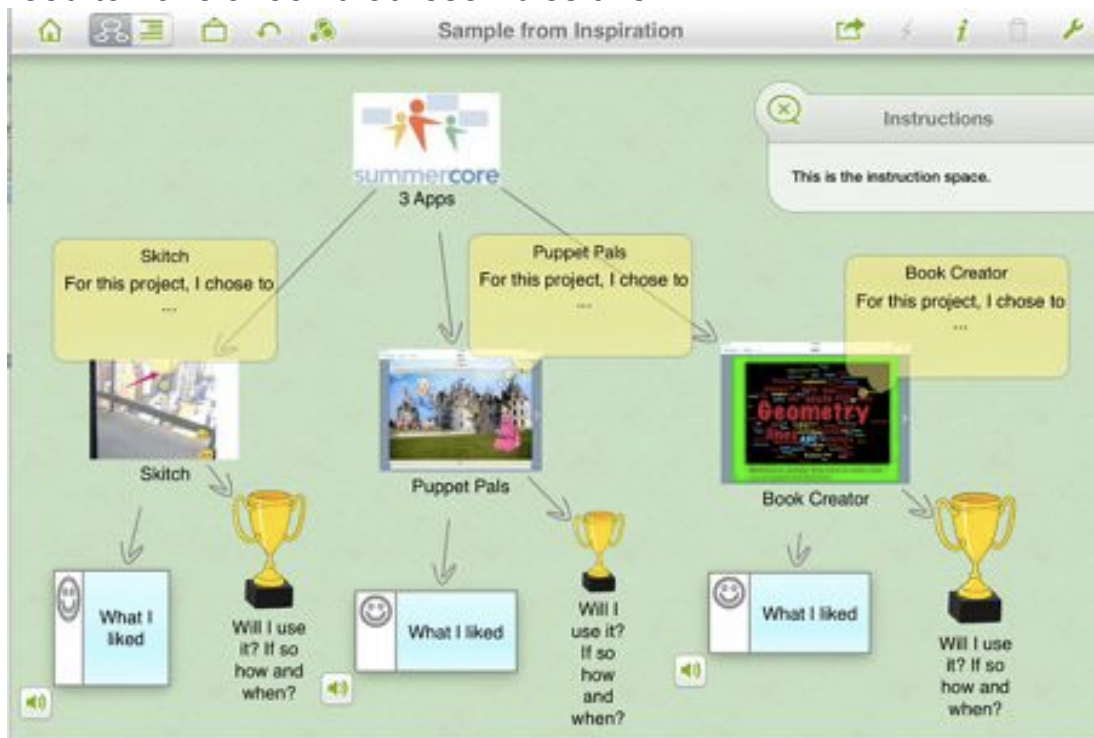 Sample from Inspiration
i
Instructions
This is the instruction space.
summercore
3 Apps
Skitch
For this project, I chose to
...
Puppet Pals
For this project, I chose to
...
Book Creator
For this project, I chose to
...
Geometry
Skitch
Puppet Pals
Book Creator
What I
liked
Will I use
it? If so
how and
when?
What I liked
Will I
use it?
If so
how
and
when?
What I liked
Will I use
it? If so
how and
when?